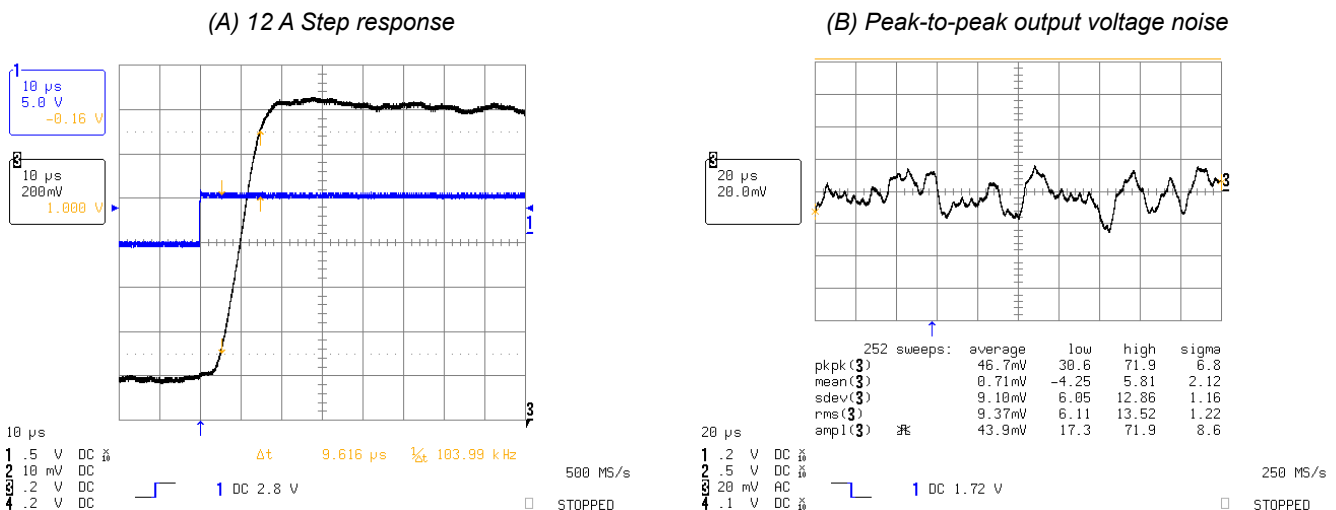 (A) 12 A Step response
1
10 µs
5.0 V
-0.16 V
3
10 µs
200mV
1.000 V
1
3
10 µs
1 .5 V DC ×10
2 10 mV DC
3 .2 V DC
4 .2 V DC
Δt 9.616 µs 1/Δt 103.99 kHz
1 DC 2.8 V
500 MS/s
STOPPED
(B) Peak-to-peak output voltage noise
3
20 µs
20.0mV
3
252 sweeps: average low high sigma
pkpk(3) 46.7mV 30.6 71.9 6.8
mean(3) 0.71mV -4.25 5.81 2.12
sdev(3) 9.10mV 6.05 12.86 1.16
rms(3) 9.37mV 6.11 13.52 1.22
ampl(3) 43.9mV 17.3 71.9 8.6
20 µs
1 .2 V DC ×10
2 .5 V DC ×10
3 20 mV AC
4 .1 V DC ×10
1 DC 1.72 V
250 MS/s
STOPPED